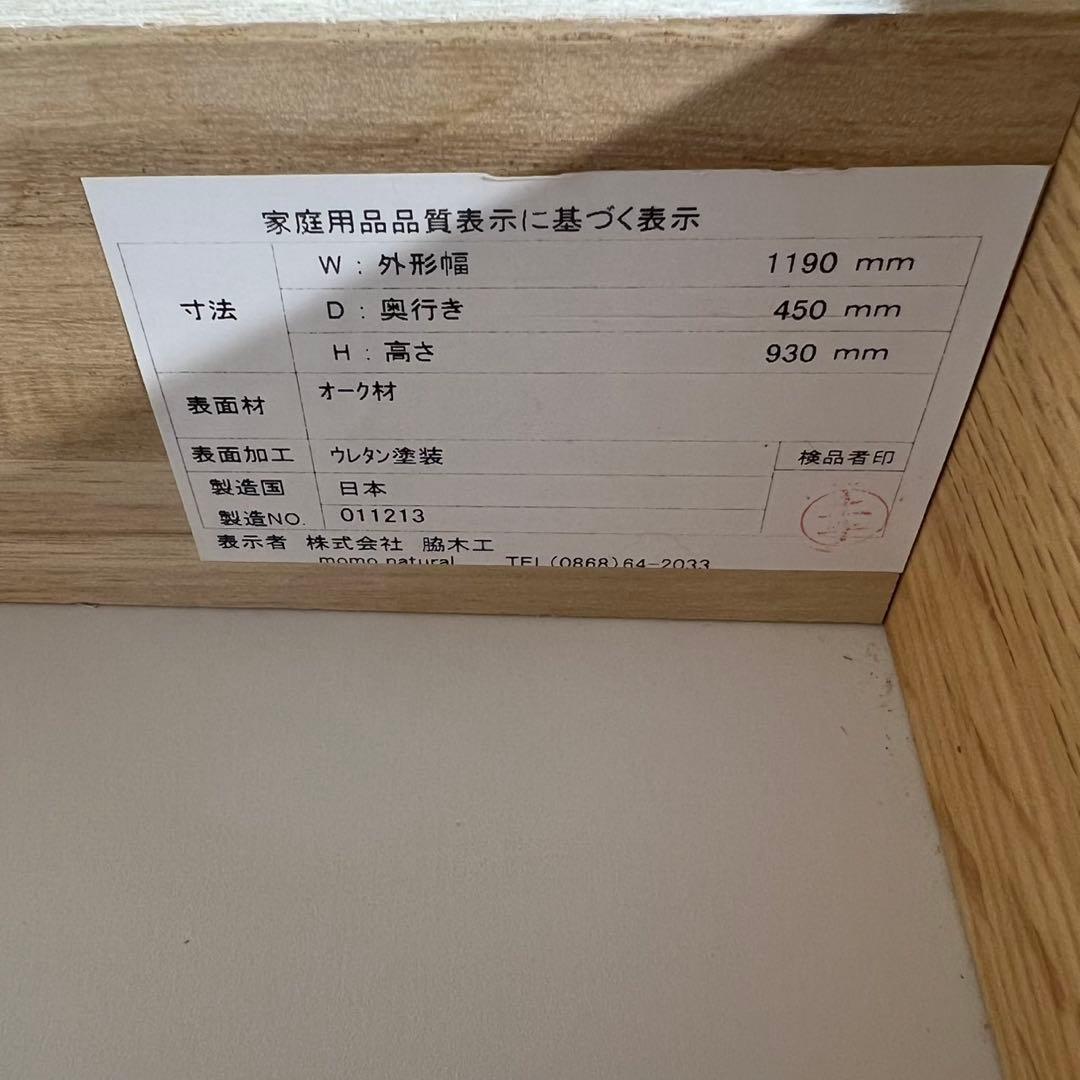 家庭用品品質表示に基づく表示
寸法
W : 外形幅 1190 mm
D : 奥行き 450 mm
H : 高さ 930 mm
表面材 オーク材
表面加工 ウレタン塗装 検品者印
製造国 日本
製造NO. 011213
表示者 株式会社 脇木工
momo natural TEL(0868)64-2033